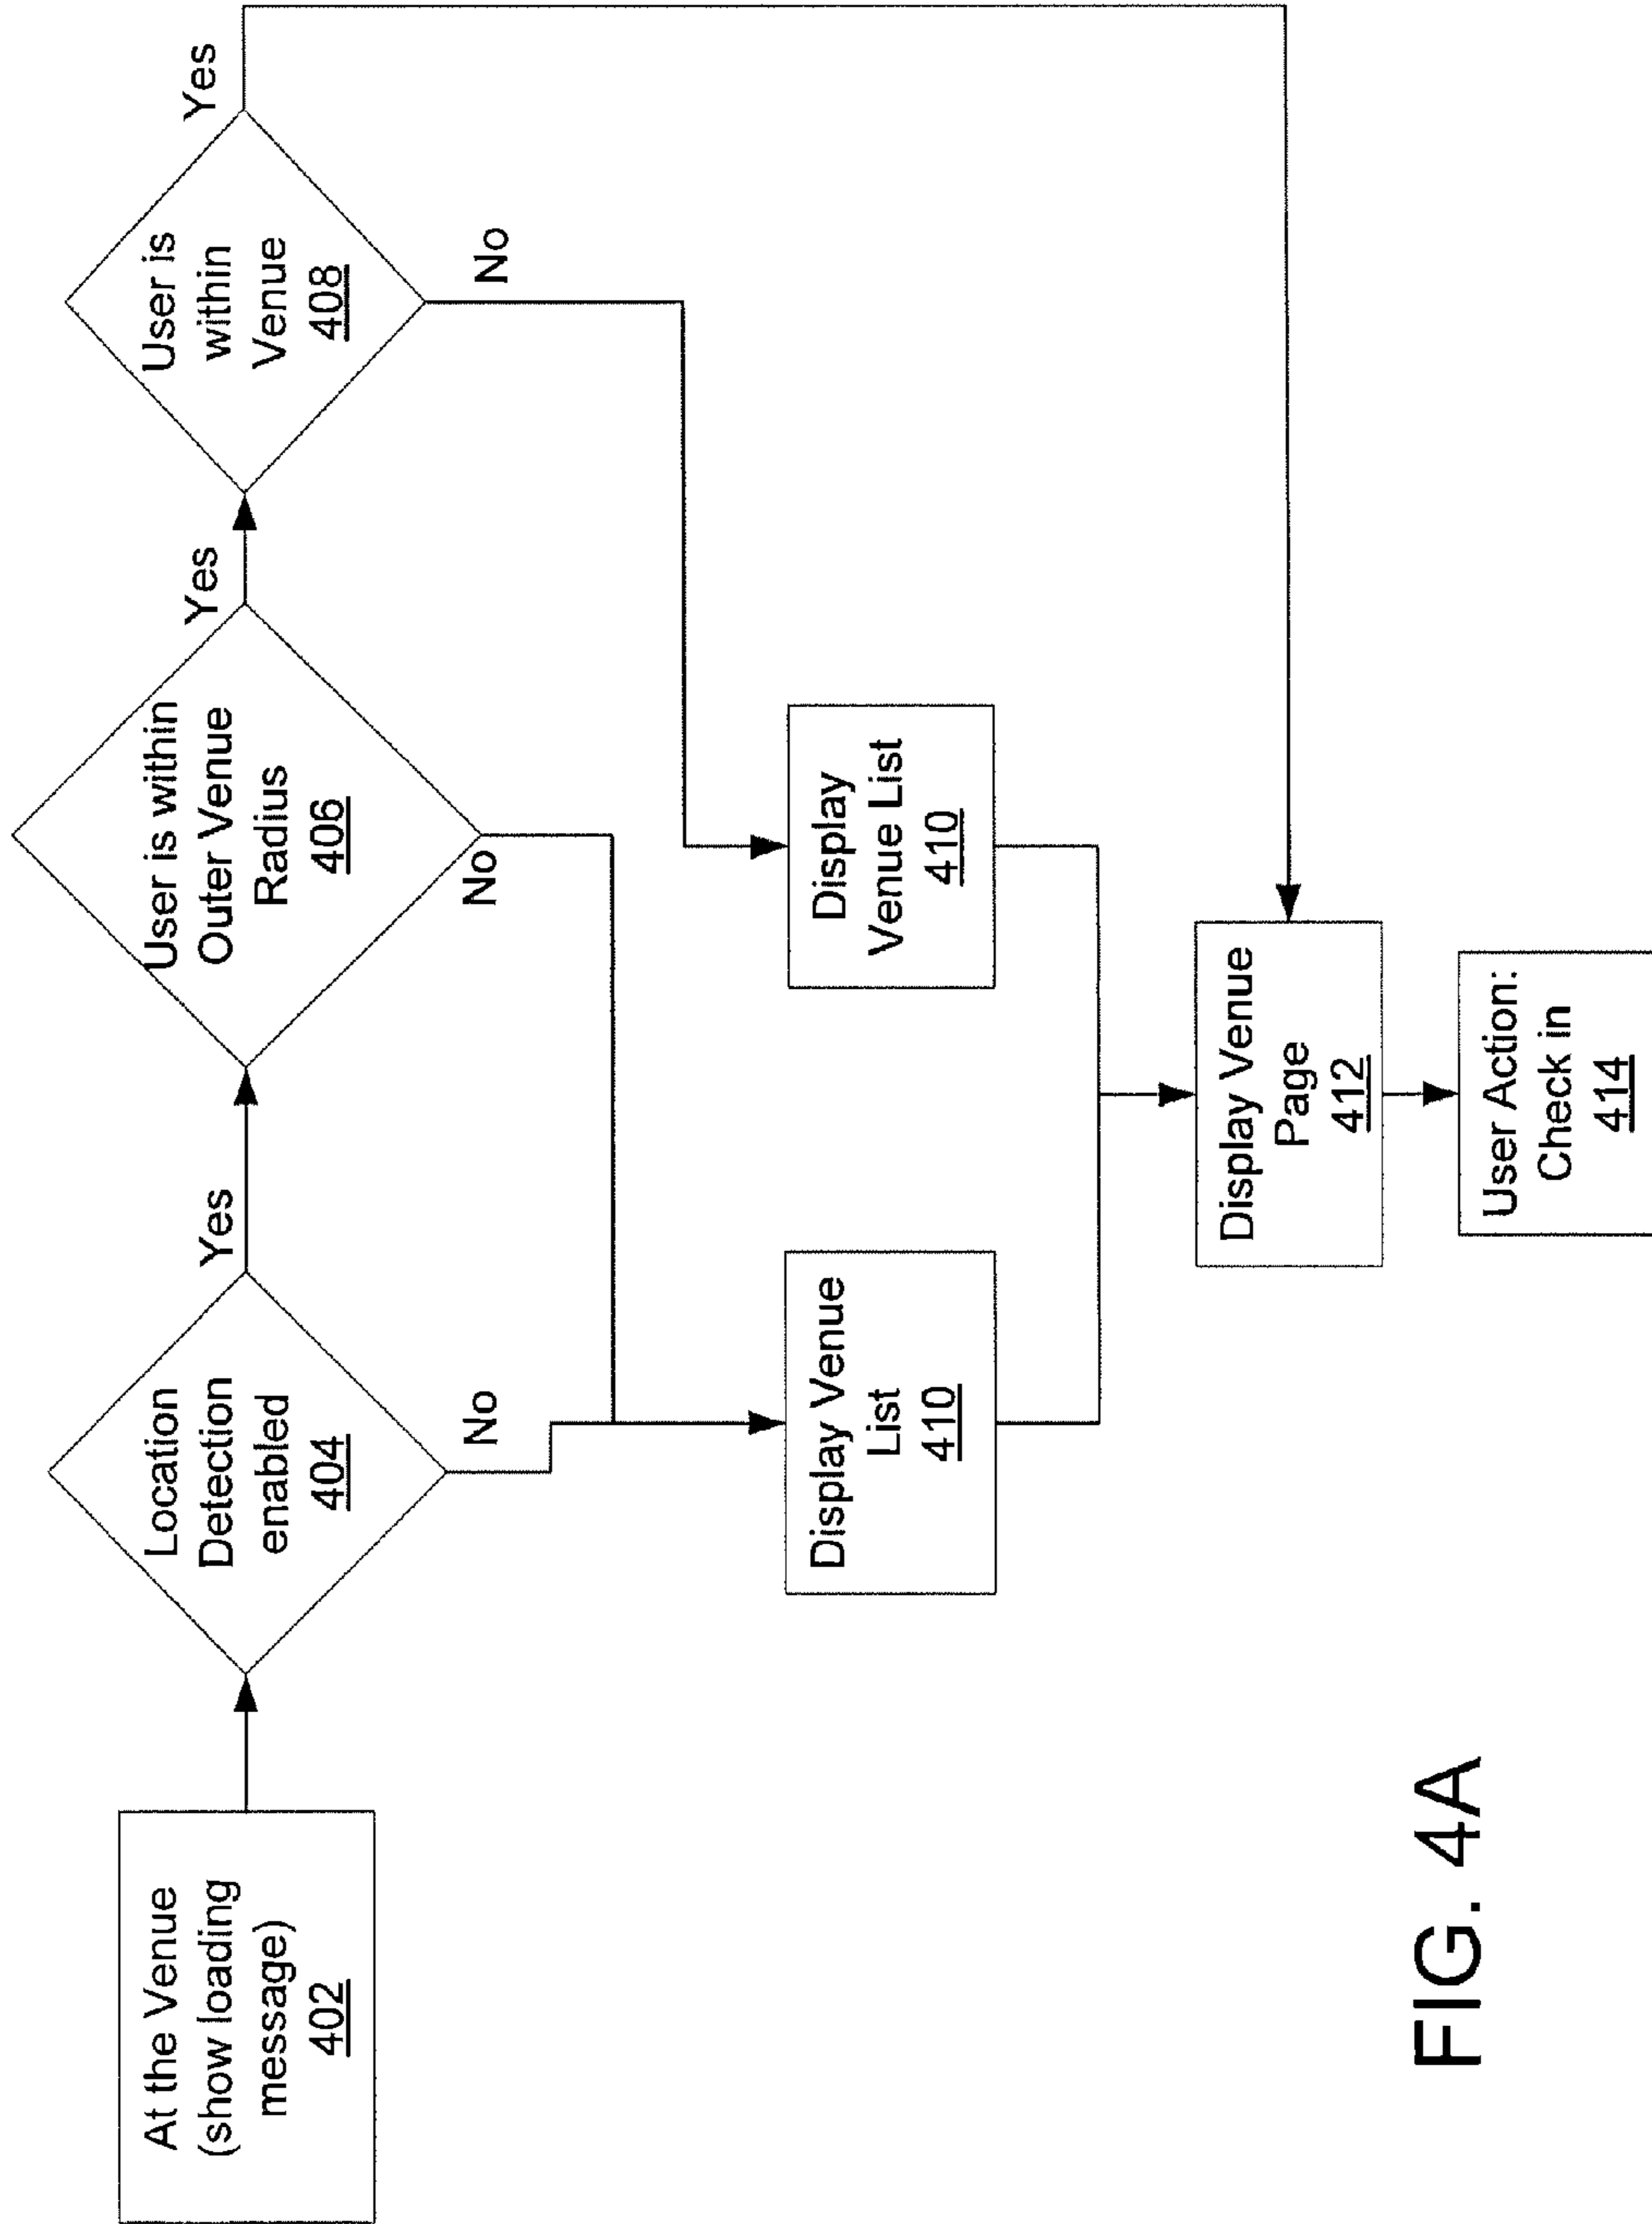 At the Venue
(show loading
message)
402
Location
Detection
enabled
404
Yes
No
User is within
Outer Venue
Radius
406
Yes
No
User is
within
Venue
408
Yes
No
Display Venue
List
410
Display
Venue List
410
Display Venue
Page
412
User Action:
Check in
414
FIG. 4A